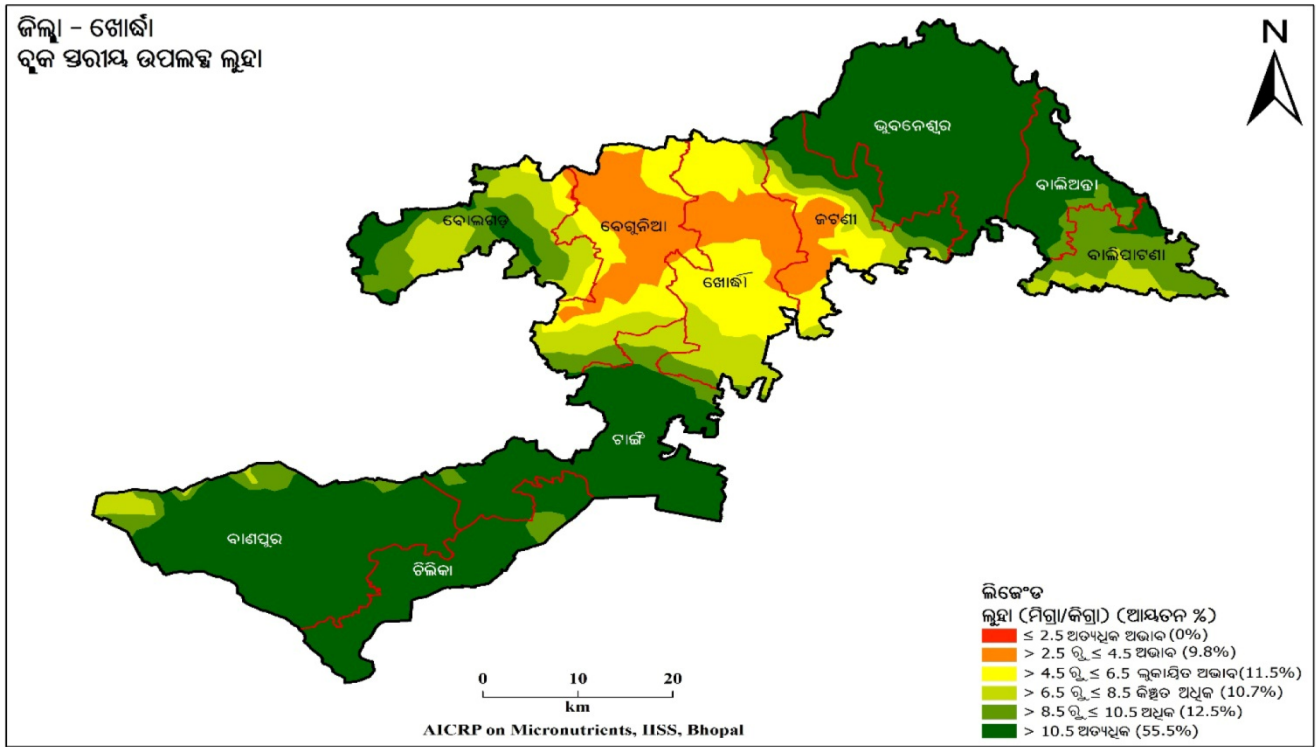 ଜିଲ୍ଲା - ଖୋର୍ଦ୍ଧା
ବ୍ଲକ ସ୍ତରୀୟ ଉପଲବ୍ଧ ଲୁହା
N
ଭୁବନେଶ୍ୱର
ବାଲିଅନ୍ତା
ବୋଲଗଡ଼
ବେଗୁନିଆ
ଜଟଣୀ
ବାଲିପାଟଣା
ଖୋର୍ଦ୍ଧା
ଟାଙ୍ଗି
ବାଣପୁର
ଚିଲିକା
ଲିଜେଂଡ
ଲୁହା (ମିଗ୍ରା/କିଗ୍ରା) (ଆୟତନ %)
≤ 2.5 ଅତ୍ୟଧିକ ଅଭାବ (0%)
> 2.5 ରୁ ≤ 4.5 ଅଭାବ (9.8%)
> 4.5 ରୁ ≤ 6.5 ଲୁକାୟିତ ଅଭାବ(11.5%)
> 6.5 ରୁ ≤ 8.5 କିଞ୍ଚିତ ଅଧିକ (10.7%)
> 8.5 ରୁ ≤ 10.5 ଅଧିକ (12.5%)
> 10.5 ଅତ୍ୟଧିକ (55.5%)
0 10 20
km
AICRP on Micronutrients, IISS, Bhopal